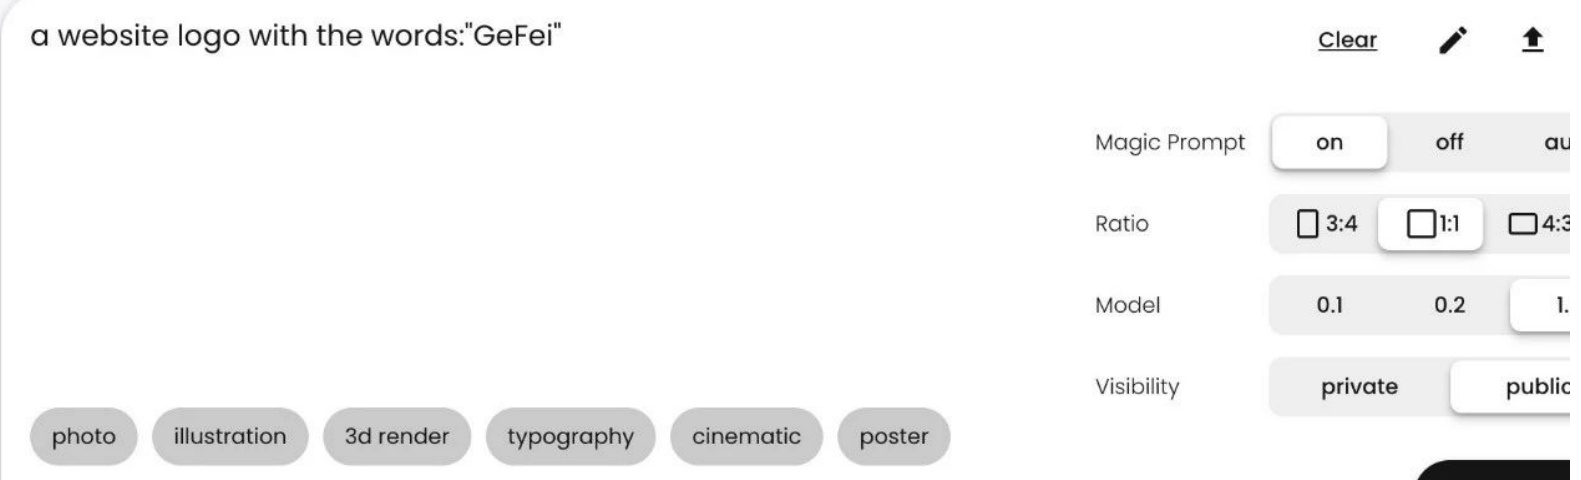 a website logo with the words:"GeFei"
Clear
Magic Prompt on off au
Ratio 3:4 1:1 4:3
Model 0.1 0.2 1.
Visibility private public
photo illustration 3d render typography cinematic poster